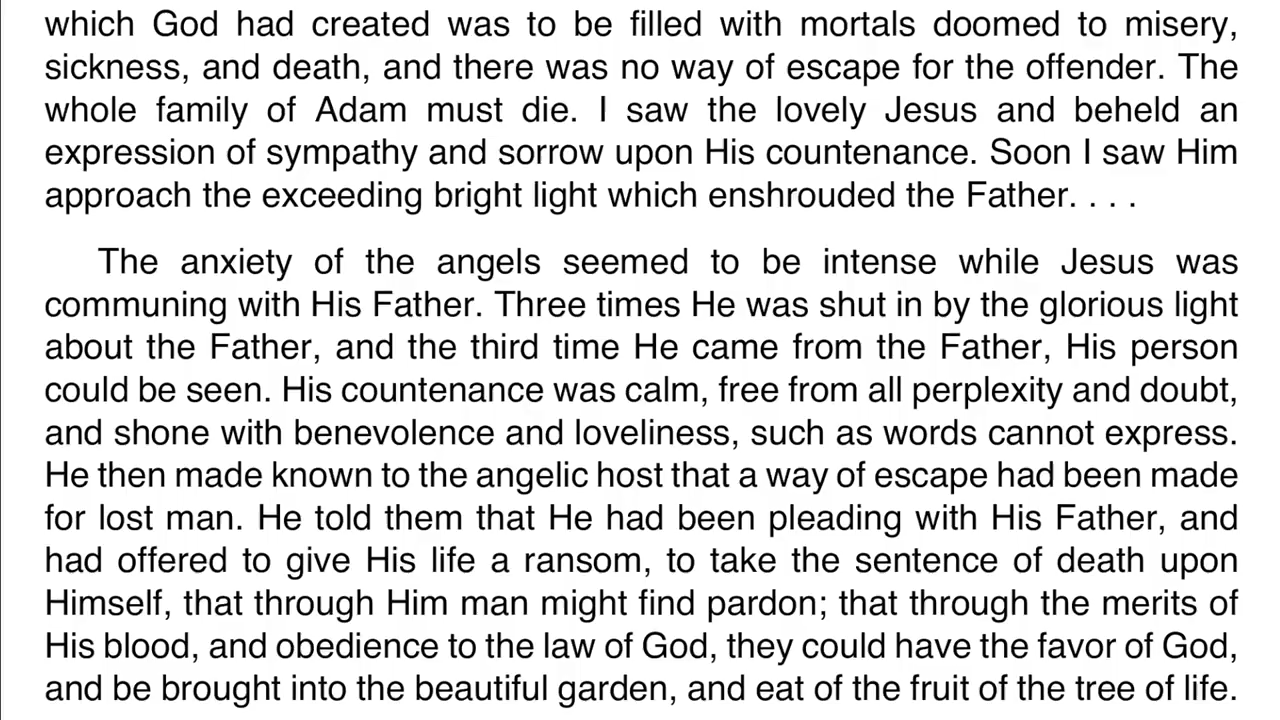 which God had created was to be filled with mortals doomed to misery,
sickness, and death, and there was no way of escape for the offender. The
whole family of Adam must die. I saw the lovely Jesus and beheld an
expression of sympathy and sorrow upon His countenance. Soon I saw Him
approach the exceeding bright light which enshrouded the Father. . . .
The anxiety of the angels seemed to be intense while Jesus was
communing with His Father. Three times He was shut in by the glorious light
about the Father, and the third time He came from the Father, His person
could be seen. His countenance was calm, free from all perplexity and doubt,
and shone with benevolence and loveliness, such as words cannot express.
He then made known to the angelic host that a way of escape had been made
for lost man. He told them that He had been pleading with His Father, and
had offered to give His life a ransom, to take the sentence of death upon
Himself, that through Him man might find pardon; that through the merits of
His blood, and obedience to the law of God, they could have the favor of God,
and be brought into the beautiful garden, and eat of the fruit of the tree of life.